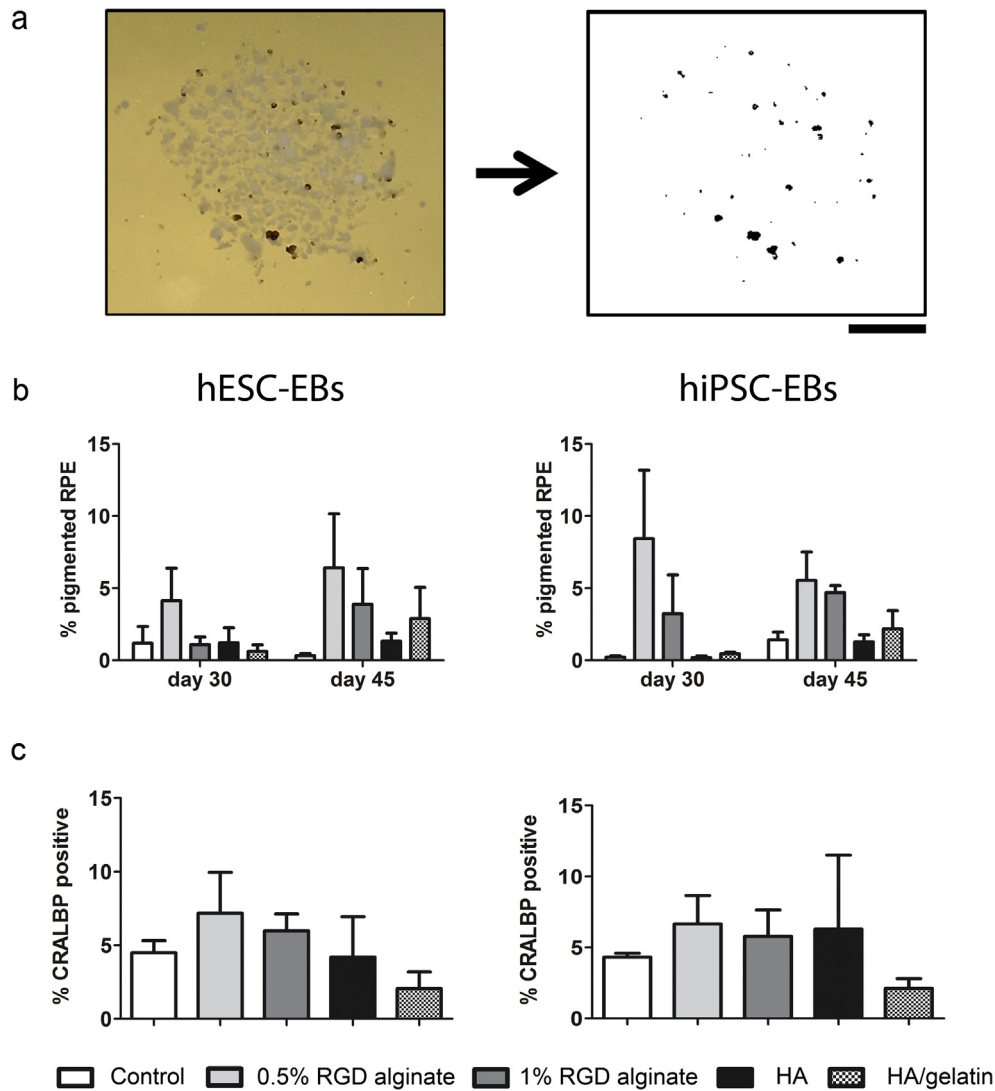 a
b
hESC-EBs
hiPSC-EBs
% pigmented RPE
15
10
5
0
day 30
day 45
% pigmented RPE
15
10
5
0
day 30
day 45
c
% CRALBP positive
15
10
5
0
% CRALBP positive
15
10
5
0
Control
0.5% RGD alginate
1% RGD alginate
HA
HA/gelatin